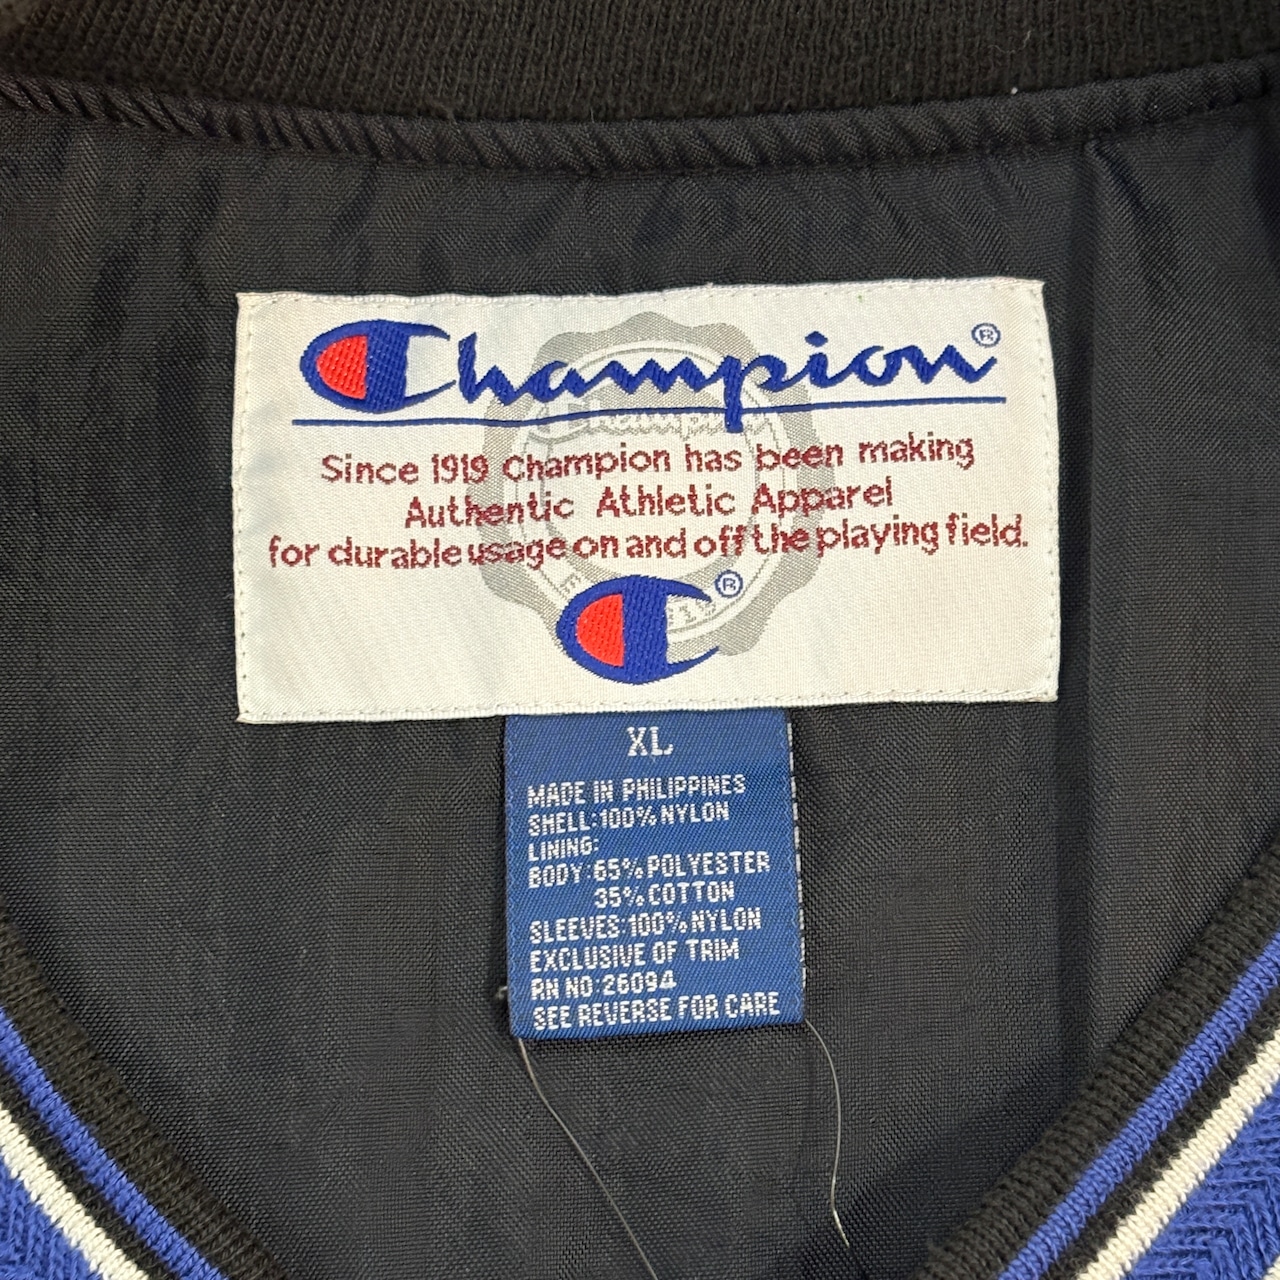 Champion®
Since 1919 Champion has been making
Authentic Athletic Apparel
for durable usage on and off the playing field.
Champion
®
XL
MADE IN PHILIPPINES
SHELL:100% NYLON
LINING:
BODY:65% POLYESTER
35% COTTON
SLEEVES:100% NYLON
EXCLUSIVE OF TRIM
RN NO:26094
SEE REVERSE FOR CARE